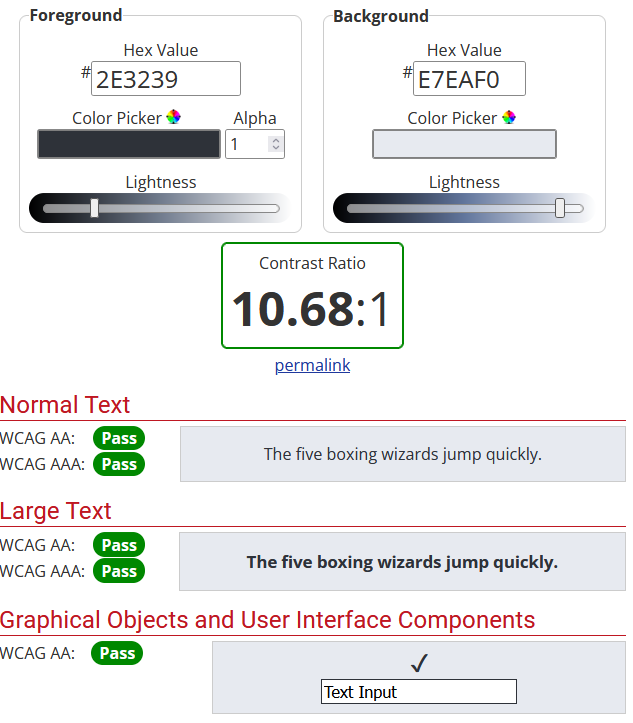 Foreground
Background
Hex Value
Hex Value
#2E3239
#E7EAF0
Color Picker
Alpha
Color Picker
1
Lightness
Lightness
Contrast Ratio
10.68:1
permalink
Normal Text
WCAG AA: Pass
WCAG AAA: Pass
The five boxing wizards jump quickly.
Large Text
WCAG AA: Pass
WCAG AAA: Pass
The five boxing wizards jump quickly.
Graphical Objects and User Interface Components
WCAG AA: Pass
✓
Text Input